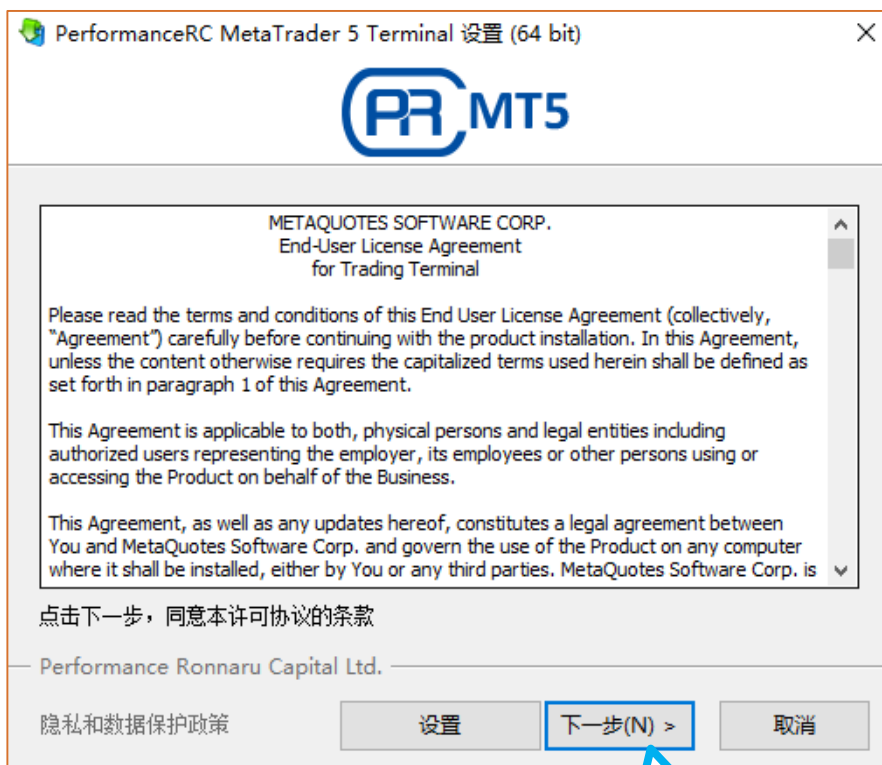 PerformanceRC MetaTrader 5 Terminal 设置 (64 bit)
PR MT5
METAQUOTES SOFTWARE CORP.
End-User License Agreement
for Trading Terminal
Please read the terms and conditions of this End User License Agreement (collectively,
“Agreement”) carefully before continuing with the product installation. In this Agreement,
unless the content otherwise requires the capitalized terms used herein shall be defined as
set forth in paragraph 1 of this Agreement.
This Agreement is applicable to both, physical persons and legal entities including
authorized users representing the employer, its employees or other persons using or
accessing the Product on behalf of the Business.
This Agreement, as well as any updates hereof, constitutes a legal agreement between
You and MetaQuotes Software Corp. and govern the use of the Product on any computer
where it shall be installed, either by You or any third parties. MetaQuotes Software Corp. is
点击下一步，同意本许可协议的条款
Performance Ronnaru Capital Ltd.
隐私和数据保护政策
设置
下一步(N) >
取消